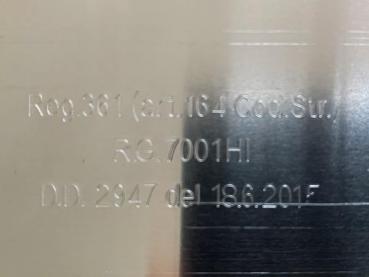 Reg.361 (art.164 Cod.Str.)
R.G.7001HI
D.D. 2947 del 18.6.2015